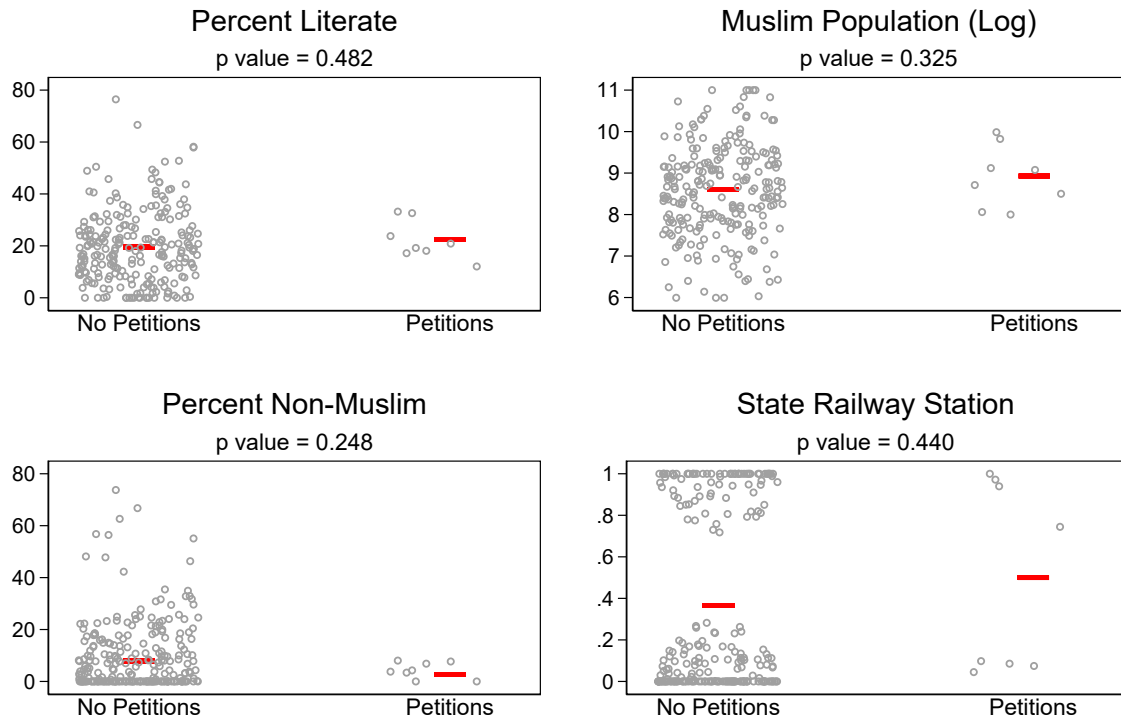 Percent Literate
p value = 0.482
80
60
40
20
0
No Petitions Petitions
Muslim Population (Log)
p value = 0.325
11
10
9
8
7
6
No Petitions Petitions
Percent Non-Muslim
p value = 0.248
80
60
40
20
0
No Petitions Petitions
State Railway Station
p value = 0.440
1
.8
.6
.4
.2
0
No Petitions Petitions